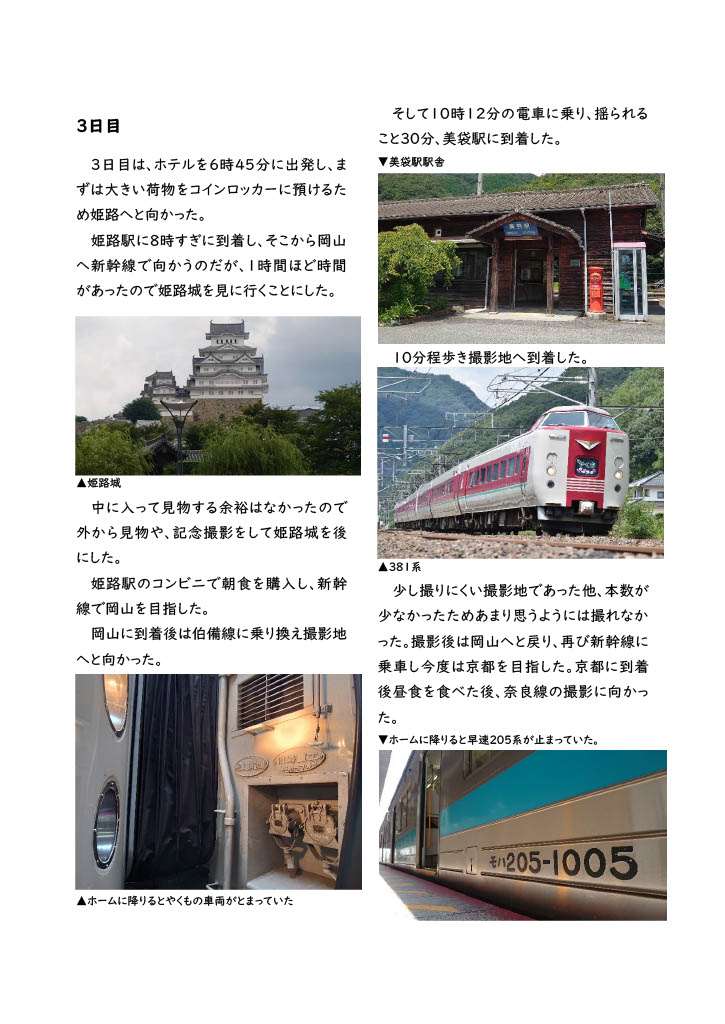 3日目
3日目は、ホテルを6時45分に出発し、ま
ずは大きい荷物をコインロッカーに預けるた
め姫路へと向かった。
姫路駅に8時すぎに到着し、そこから岡山
へ新幹線で向かうのだが、1時間ほど時間
があったので姫路城を見に行くことにした。
▲姫路城
中に入って見物する余裕はなかったので
外から見物や、記念撮影をして姫路城を後
にした。
姫路駅のコンビニで朝食を購入し、新幹
線で岡山を目指した。
岡山に到着後は伯備線に乗り換え撮影地
へと向かった。
▲ホームに降りるとやくもの車両がとまっていた
そして10時12分の電車に乗り、揺られる
こと30分、美袋駅に到着した。
▼美袋駅駅舎
美袋駅
10分程歩き撮影地へ到着した。
やくも
▲381系
少し撮りにくい撮影地であった他、本数が
少なかったためあまり思うようには撮れなか
った。撮影後は岡山へと戻り、再び新幹線に
乗車し今度は京都を目指した。京都に到着
後昼食を食べた後、奈良線の撮影に向かっ
た。
▼ホームに降りると早速205系が止まっていた。
モハ205-1005